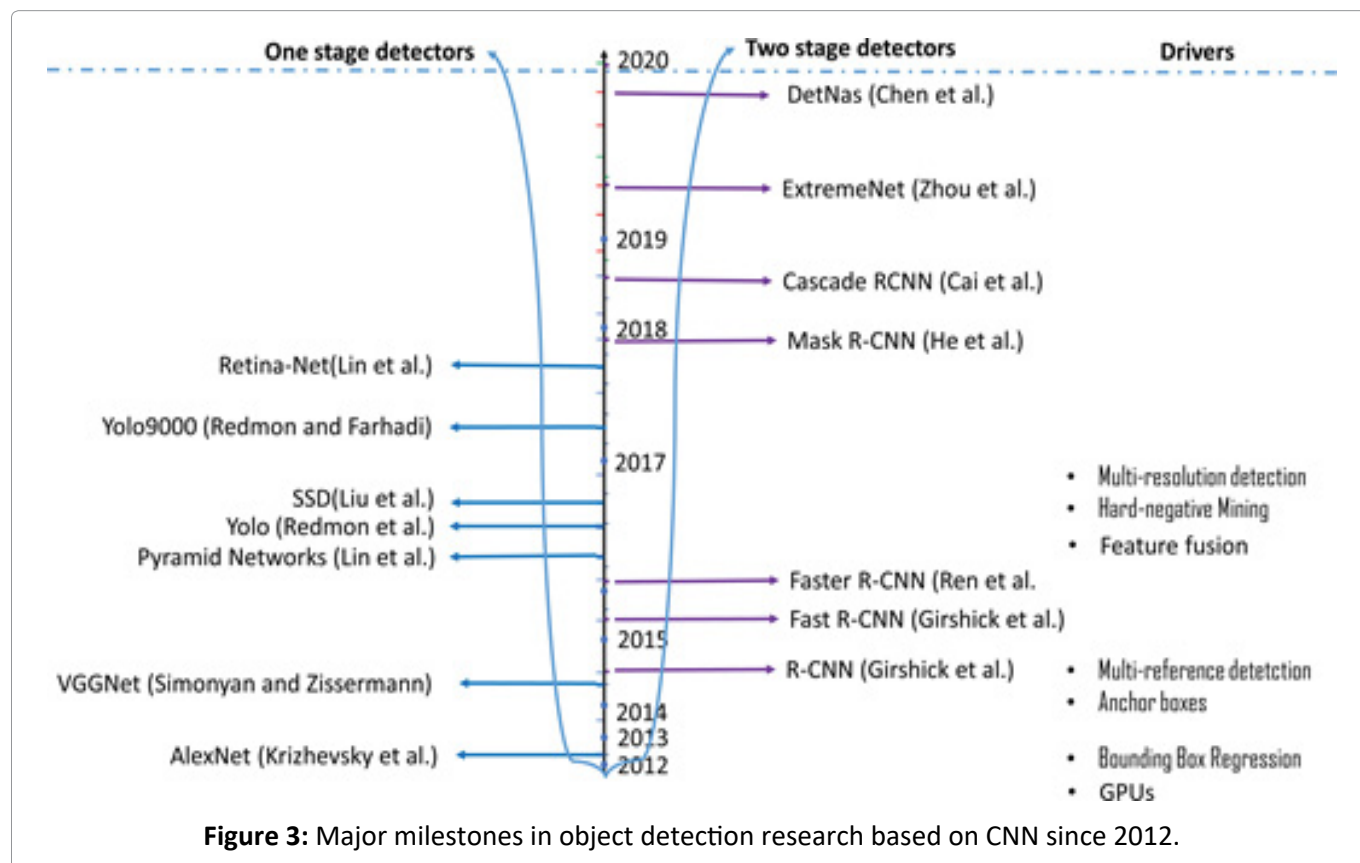 One stage detectors
2020
Two stage detectors
Drivers
DetNas (Chen et al.)
ExtremeNet (Zhou et al.)
2019
Cascade RCNN (Cai et al.)
2018
Mask R-CNN (He et al.)
Retina-Net(Lin et al.)
Yolo9000 (Redmon and Farhadi)
2017
• Multi-resolution detection
SSD(Liu et al.)
• Hard-negative Mining
Yolo (Redmon et al.)
• Feature fusion
Pyramid Networks (Lin et al.)
Faster R-CNN (Ren et al.
Fast R-CNN (Girshick et al.)
2015
R-CNN (Girshick et al.)
• Multi-reference detetction
VGGNet (Simonyan and Zissermann)
• Anchor boxes
2014
2013
AlexNet (Krizhevsky et al.)
• Bounding Box Regression
2012
• GPUs
Figure 3: Major milestones in object detection research based on CNN since 2012.